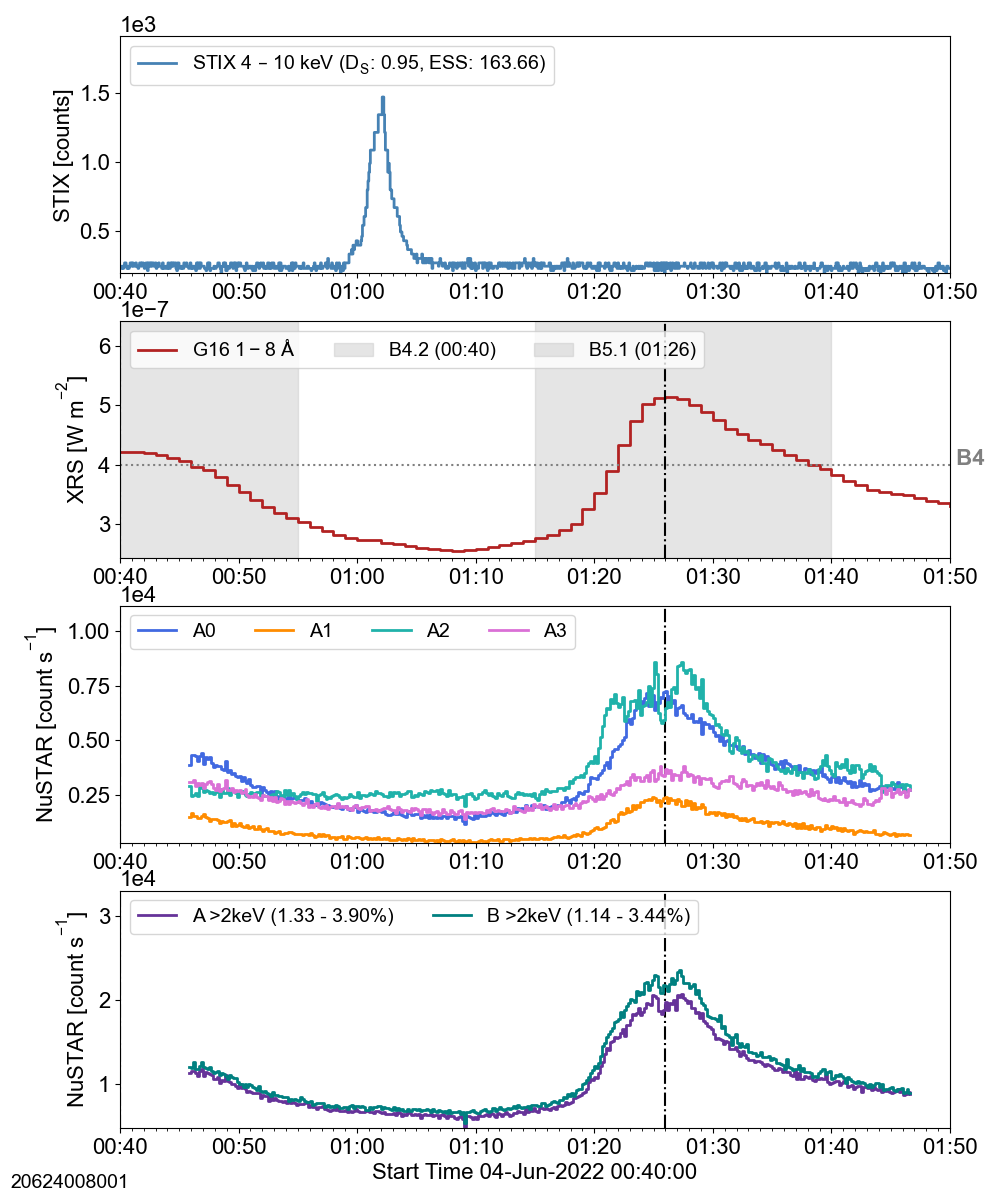 1e3
STIX 4 – 10 keV (D_S: 0.95, ESS: 163.66)
STIX [counts]
1.5
1.0
0.5
00:40 00:50 01:00 01:10 01:20 01:30 01:40 01:50
1e−7
G16 1 – 8 Å B4.2 (00:40) B5.1 (01:26)
XRS [W m⁻²]
6
5
4
3
B4
00:40 00:50 01:00 01:10 01:20 01:30 01:40 01:50
1e4
A0 A1 A2 A3
NuSTAR [count s⁻¹]
1.00
0.75
0.50
0.25
00:40 00:50 01:00 01:10 01:20 01:30 01:40 01:50
1e4
A >2keV (1.33 - 3.90%) B >2keV (1.14 - 3.44%)
NuSTAR [count s⁻¹]
3
2
1
00:40 00:50 01:00 01:10 01:20 01:30 01:40 01:50
Start Time 04-Jun-2022 00:40:00
20624008001